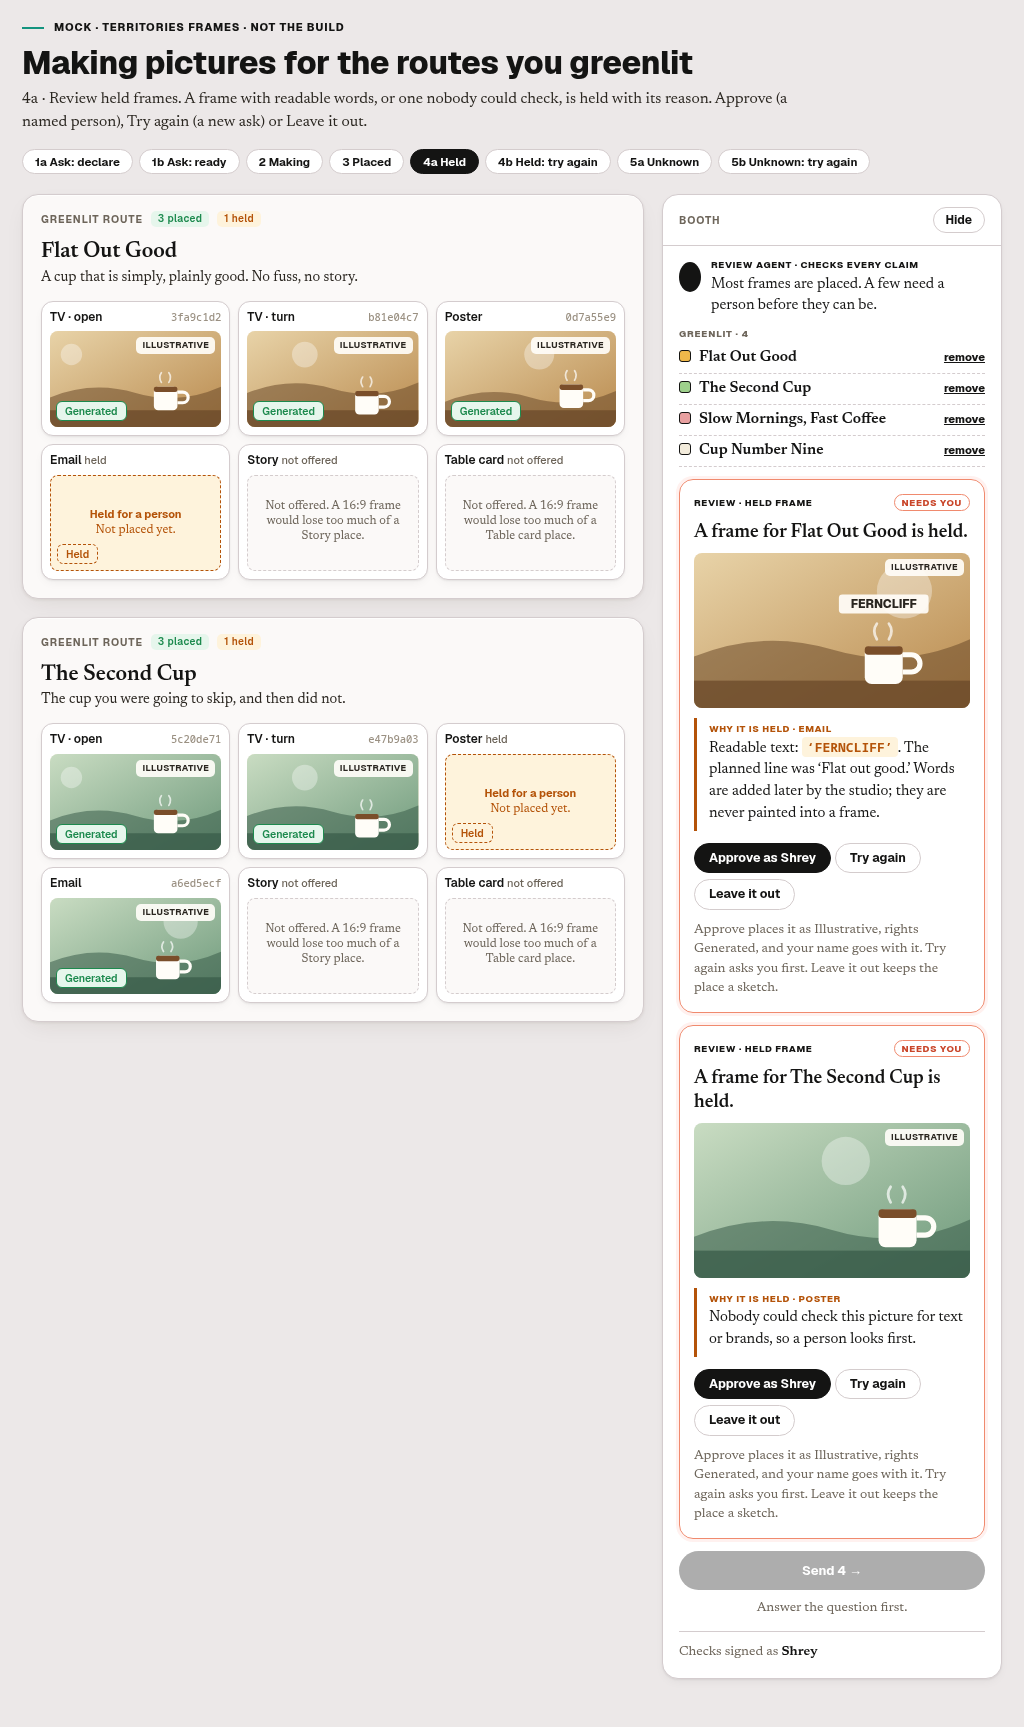 MOCK · TERRITORIES FRAMES · NOT THE BUILD
Making pictures for the routes you greenlit
4a · Review held frames. A frame with readable words, or one nobody could check, is held with its reason. Approve (a
named person), Try again (a new ask) or Leave it out.
1a Ask: declare
1b Ask: ready
2 Making
3 Placed
4a Held
4b Held: try again
5a Unknown
5b Unknown: try again
GREENLIT ROUTE 3 placed 1 held
Flat Out Good
A cup that is simply, plainly good. No fuss, no story.
TV · open 3fa9c1d2
ILLUSTRATIVE
Generated
TV · turn b81e04c7
ILLUSTRATIVE
Generated
Poster 0d7a55e9
ILLUSTRATIVE
Generated
Email held
Held for a person
Not placed yet.
Held
Story not offered
Not offered. A 16:9 frame
would lose too much of a
Story place.
Table card not offered
Not offered. A 16:9 frame
would lose too much of a
Table card place.
GREENLIT ROUTE 3 placed 1 held
The Second Cup
The cup you were going to skip, and then did not.
TV · open 5c20de71
ILLUSTRATIVE
Generated
TV · turn e47b9a03
ILLUSTRATIVE
Generated
Poster held
Held for a person
Not placed yet.
Held
Email a6ed5ecf
ILLUSTRATIVE
Generated
Story not offered
Not offered. A 16:9 frame
would lose too much of a
Story place.
Table card not offered
Not offered. A 16:9 frame
would lose too much of a
Table card place.
BOOTH Hide
REVIEW AGENT · CHECKS EVERY CLAIM
Most frames are placed. A few need a
person before they can be.
GREENLIT · 4
Flat Out Good remove
The Second Cup remove
Slow Mornings, Fast Coffee remove
Cup Number Nine remove
REVIEW · HELD FRAME NEEDS YOU
A frame for Flat Out Good is held.
ILLUSTRATIVE
FERNCLIFF
WHY IT IS HELD · EMAIL
Readable text: ‘FERNCLIFF’. The
planned line was ‘Flat out good.’ Words
are added later by the studio; they are
never painted into a frame.
Approve as Shrey
Try again
Leave it out
Approve places it as Illustrative, rights
Generated, and your name goes with it. Try
again asks you first. Leave it out keeps the
place a sketch.
REVIEW · HELD FRAME NEEDS YOU
A frame for The Second Cup is
held.
ILLUSTRATIVE
WHY IT IS HELD · POSTER
Nobody could check this picture for text
or brands, so a person looks first.
Approve as Shrey
Try again
Leave it out
Approve places it as Illustrative, rights
Generated, and your name goes with it. Try
again asks you first. Leave it out keeps the
place a sketch.
Send 4 →
Answer the question first.
Checks signed as Shrey